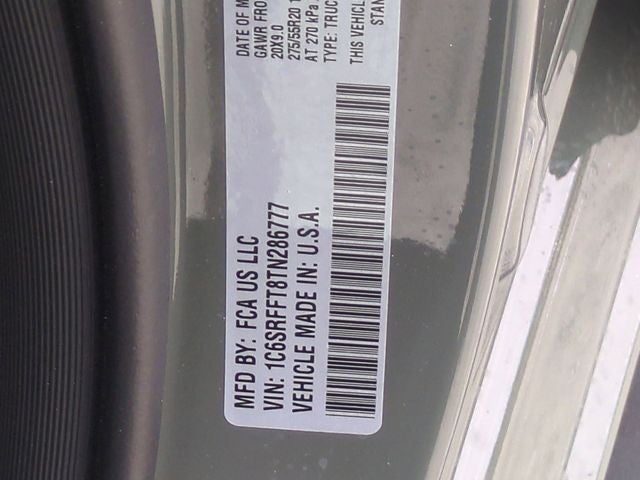 MFD BY: FCA US LLC
VIN: 1C6SRFFT8TN286777
VEHICLE MADE IN: U.S.A.
DATE OF M
GAWR FRO
20X9.0
275/55R20 1
AT 270 kPa
TYPE: TRUC
THIS VEHICL
STAN